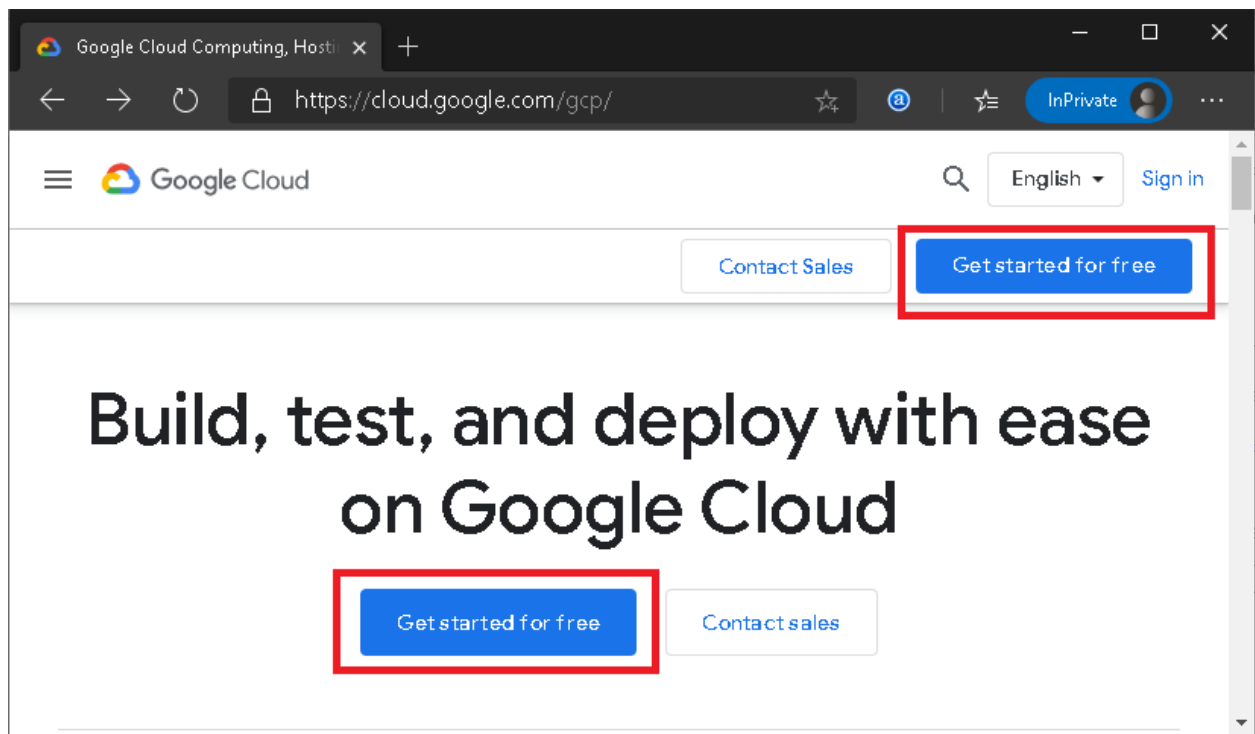 Google Cloud Computing, Hosti
https://cloud.google.com/gcp/
a
InPrivate
Google Cloud
English
Sign in
Contact Sales
Get started for free
Build, test, and deploy with ease
on Google Cloud
Get started for free
Contact sales